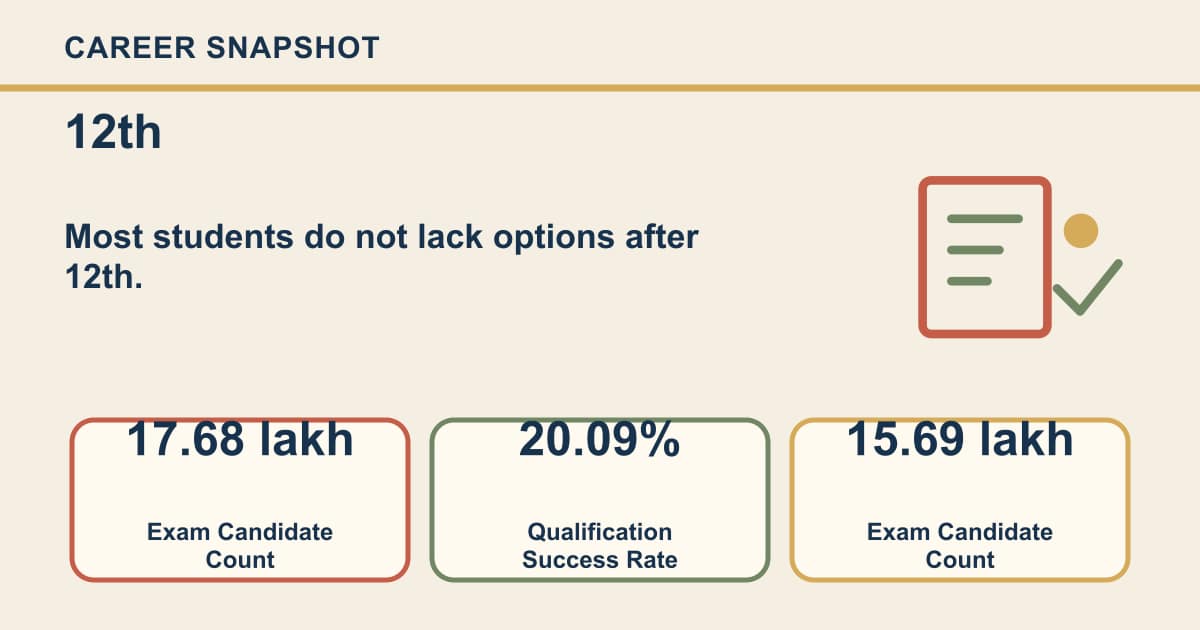 CAREER SNAPSHOT
12th
Most students do not lack options after
12th.
17.68 lakh
Exam Candidate
Count
20.09%
Qualification
Success Rate
15.69 lakh
Exam Candidate
Count